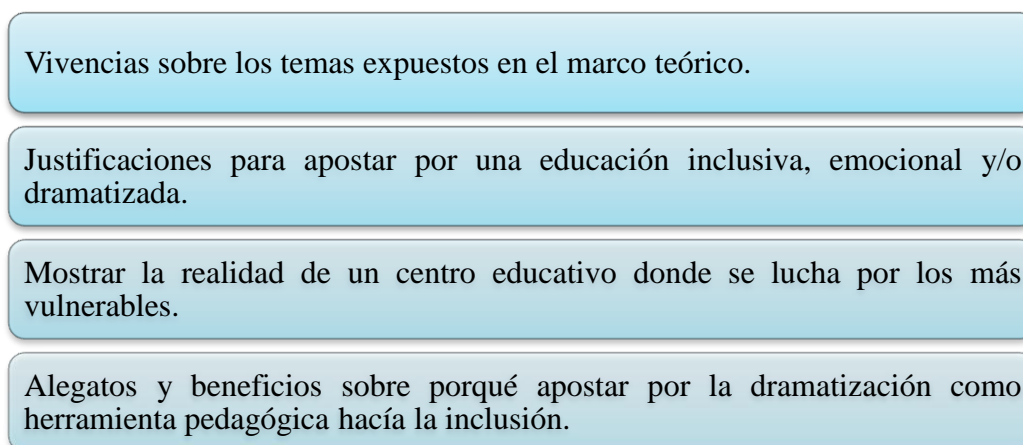 Vivencias sobre los temas expuestos en el marco teórico.
Justificaciones para apostar por una educación inclusiva, emocional y/o
dramatizada.
Mostrar la realidad de un centro educativo donde se lucha por los más
vulnerables.
Alegatos y beneficios sobre porqué apostar por la dramatización como
herramienta pedagógica hacía la inclusión.